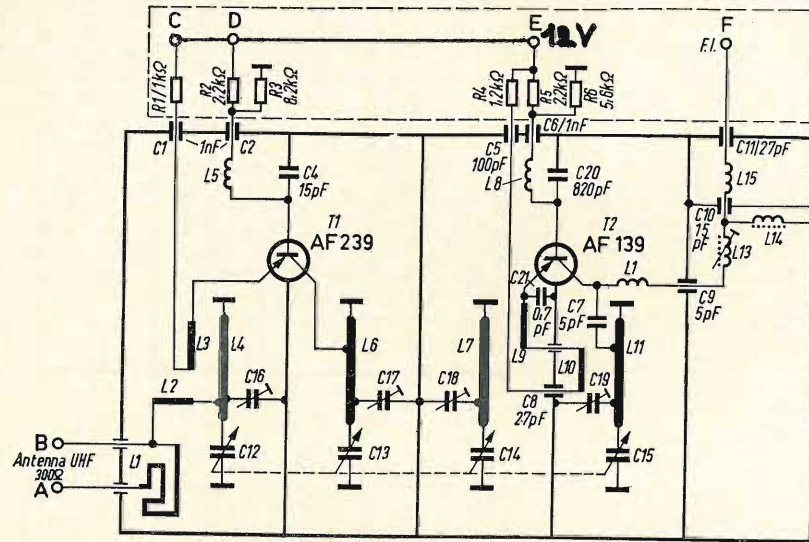 C
D
E
12V
F
F.I.
R1/1kΩ
R2
2,2kΩ
R3
8,2kΩ
R4
1,2kΩ
R5
22kΩ
R6
5,6kΩ
C1
1nF
C2
C6/1nF
C5
100pF
C11/27pF
L5
C4
15pF
L8
C20
820pF
L15
C10
15
pF
L14
L13
T1
AF 239
T2
AF 139
L1
C21
0,7
pF
C7
5pF
C9
5pF
L3
L4
L6
L7
L9
L10
L11
L2
C16
C17
C18
C19
C8
27pF
C12
C13
C14
C15
B
Antenna UHF
300Ω
A
L1